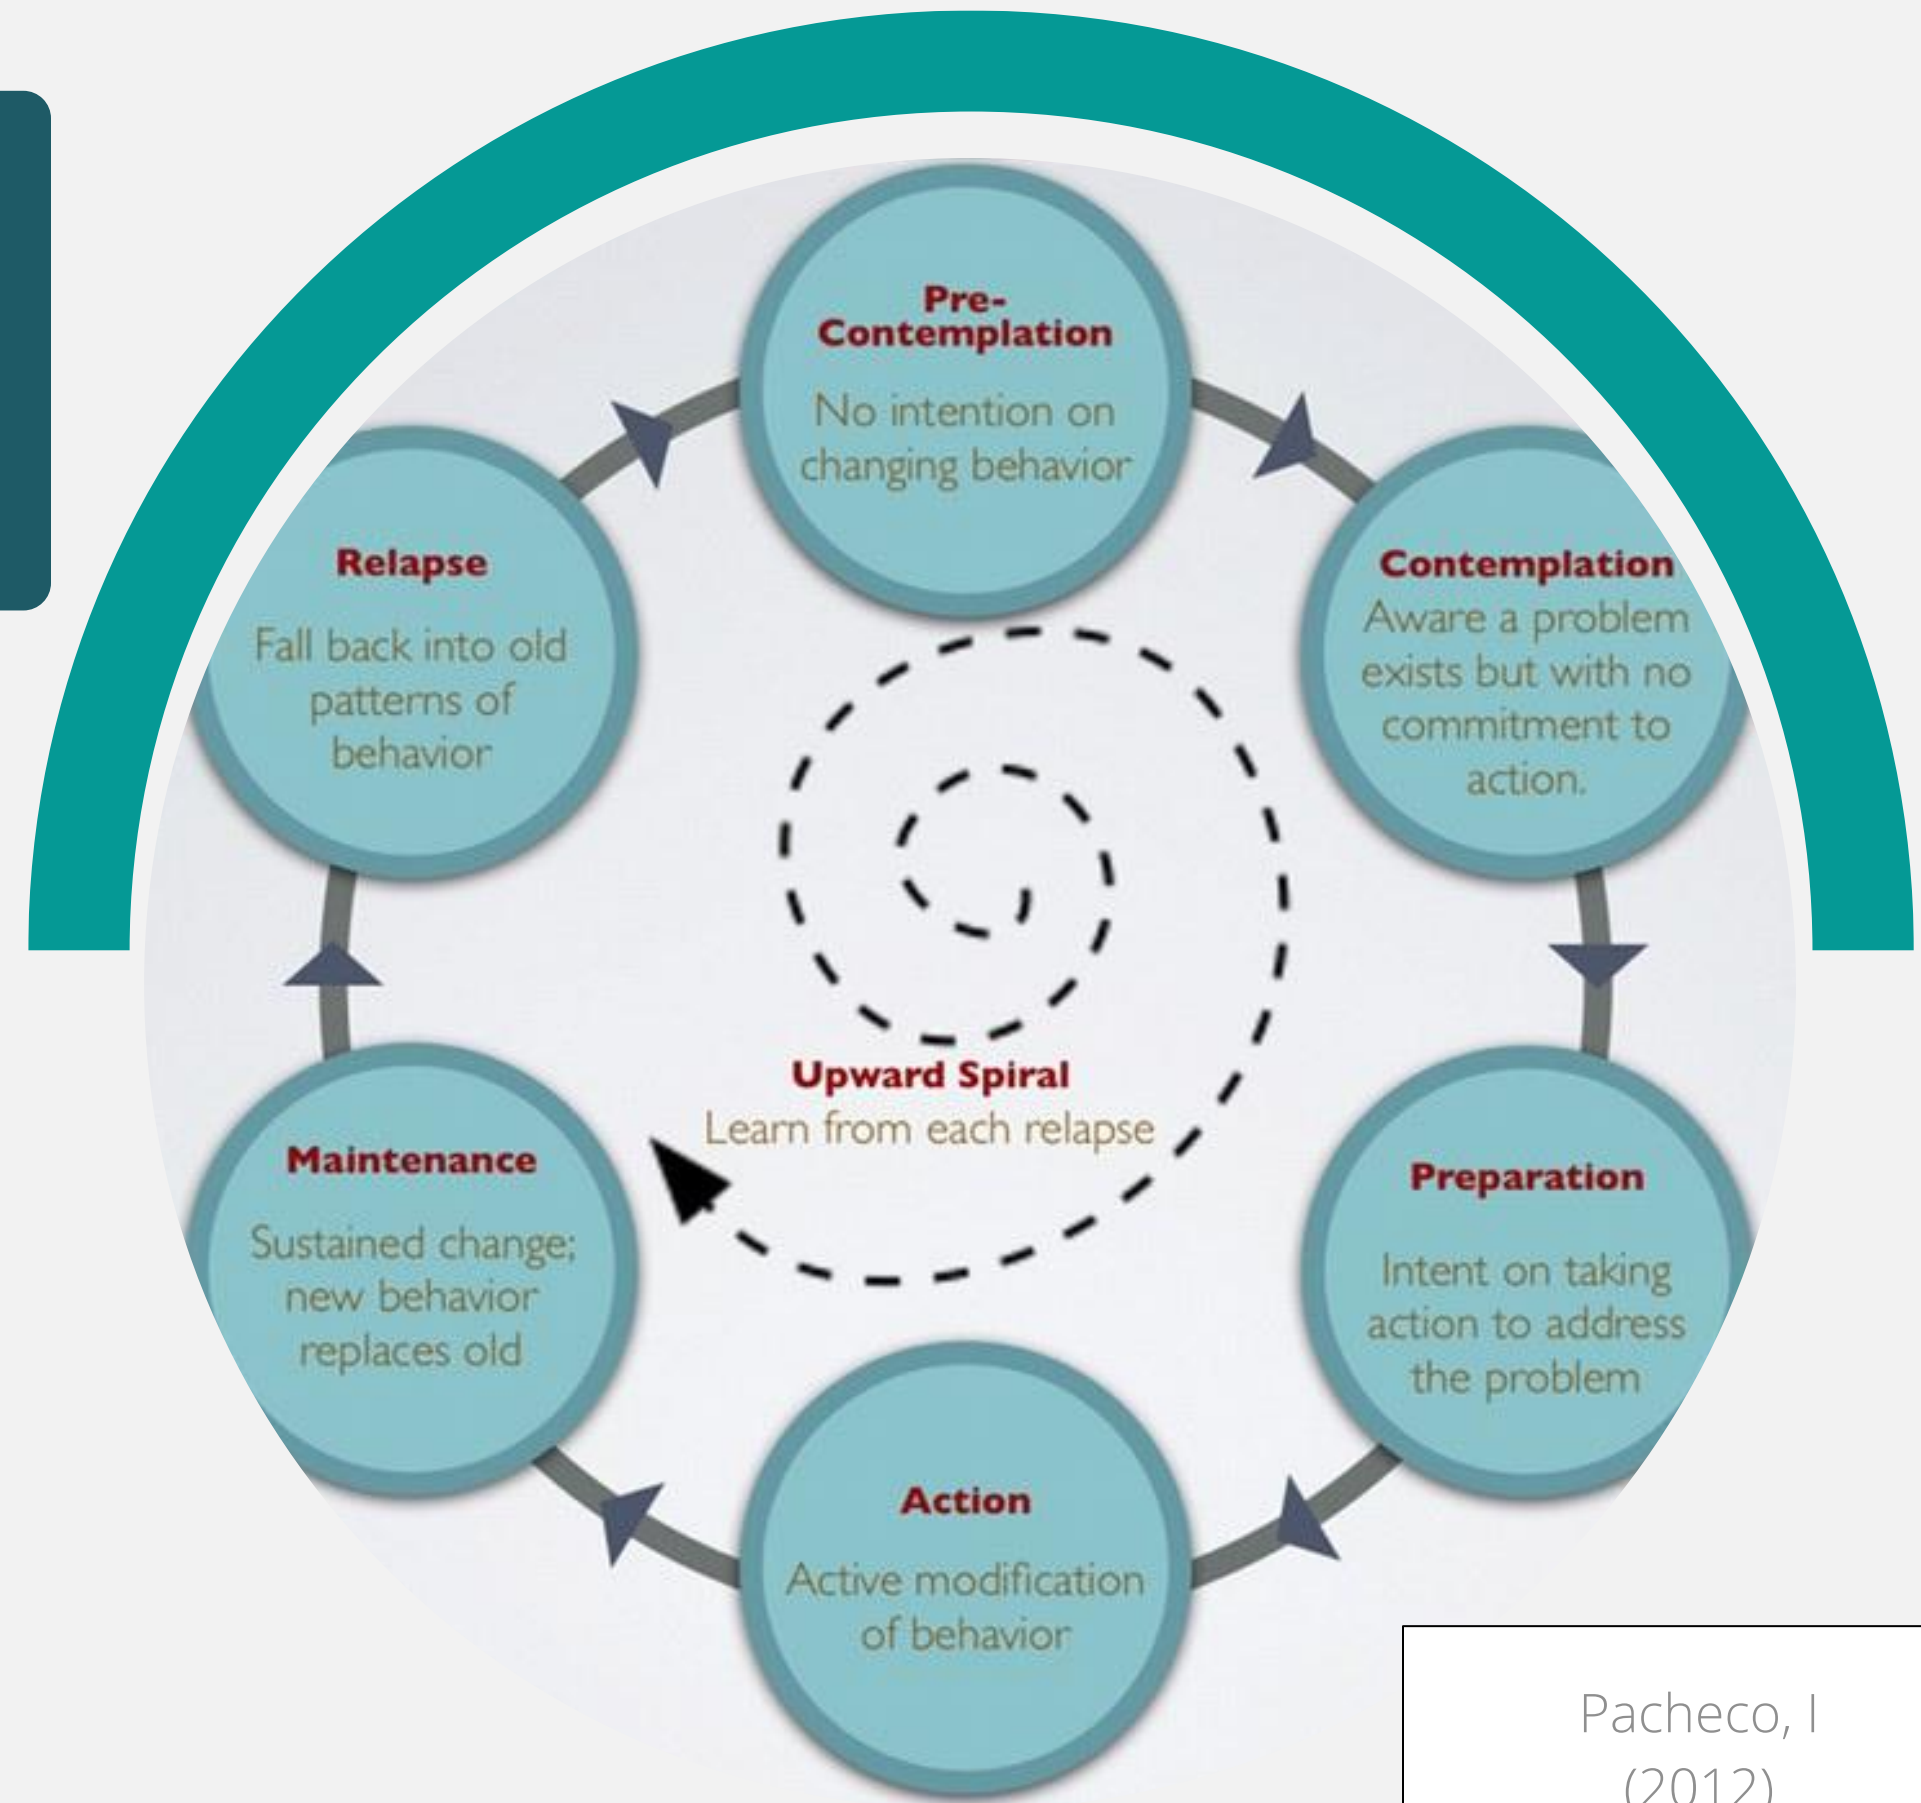 Pre-
Contemplation
No intention on
changing behavior
Contemplation
Aware a problem
exists but with no
commitment to
action.
Preparation
Intent on taking
action to address
the problem
Action
Active modification
of behavior
Maintenance
Sustained change;
new behavior
replaces old
Relapse
Fall back into old
patterns of
behavior
Upward Spiral
Learn from each relapse
Pacheco, I
(2012)